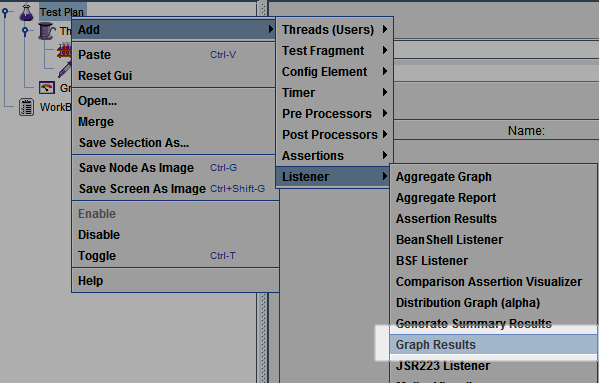 Test Plan
Th
Gr
WorkB
Add
Paste Ctrl-V
Reset Gui
Open...
Merge
Save Selection As...
Save Node As Image Ctrl-G
Save Screen As Image Ctrl+Shift-G
Enable
Disable
Toggle Ctrl-T
Help
Threads (Users)
Test Fragment
Config Element
Timer
Pre Processors
Post Processors
Assertions
Listener
Name:
Aggregate Graph
Aggregate Report
Assertion Results
BeanShell Listener
BSF Listener
Comparison Assertion Visualizer
Distribution Graph (alpha)
Generate Summary Results
Graph Results
JSR223 Listener